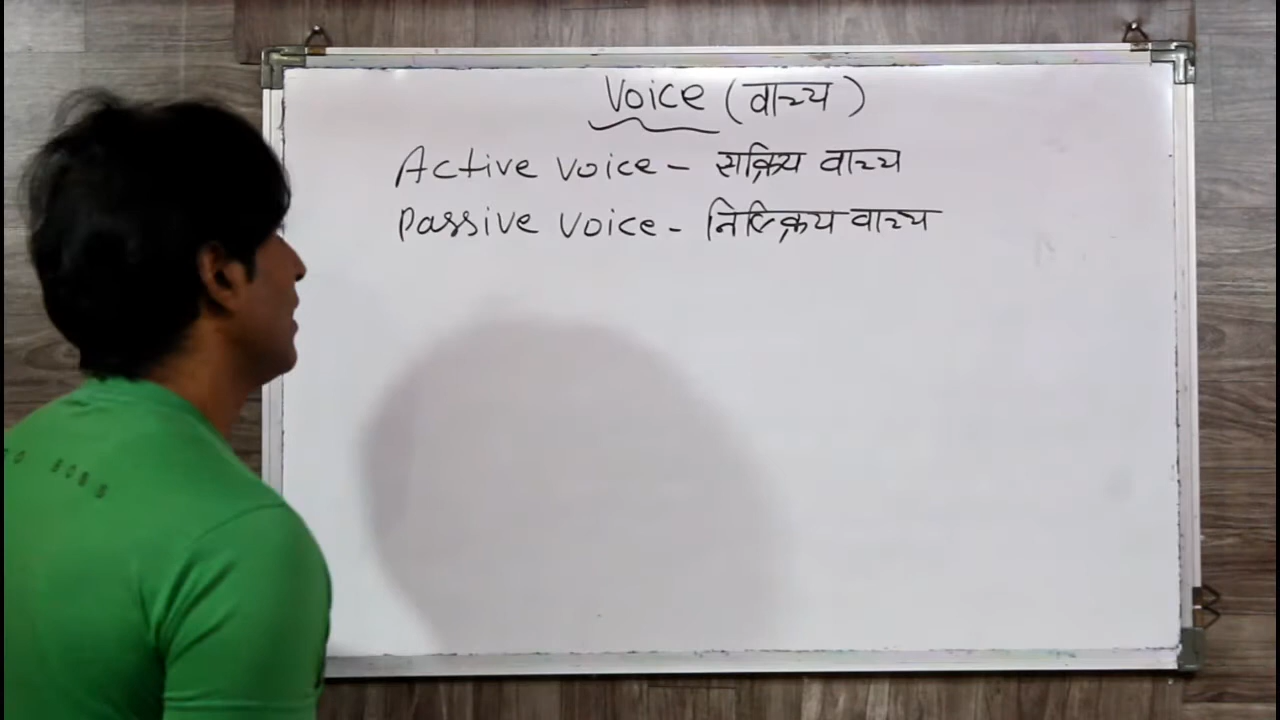 Voice (वाच्य)
Active voice - सक्रिय वाच्य
Passive Voice - निष्क्रिय वाच्य